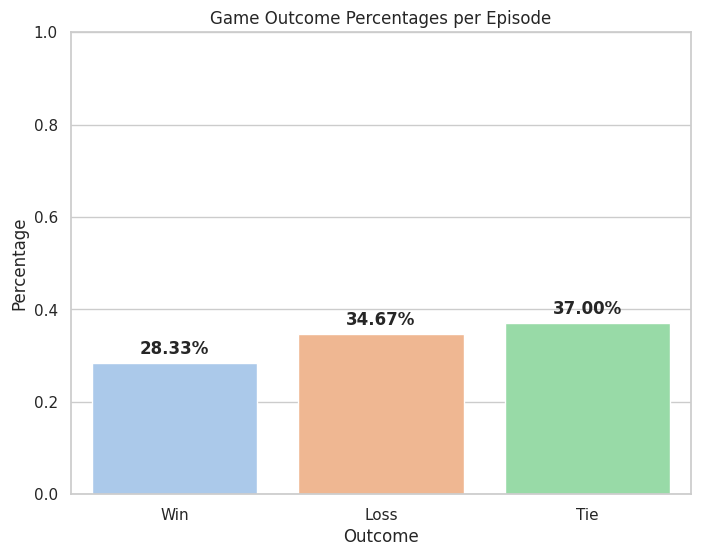 Game Outcome Percentages per Episode
1.0
0.8
0.6
0.4
0.2
0.0
Percentage
28.33%
34.67%
37.00%
Win
Loss
Tie
Outcome